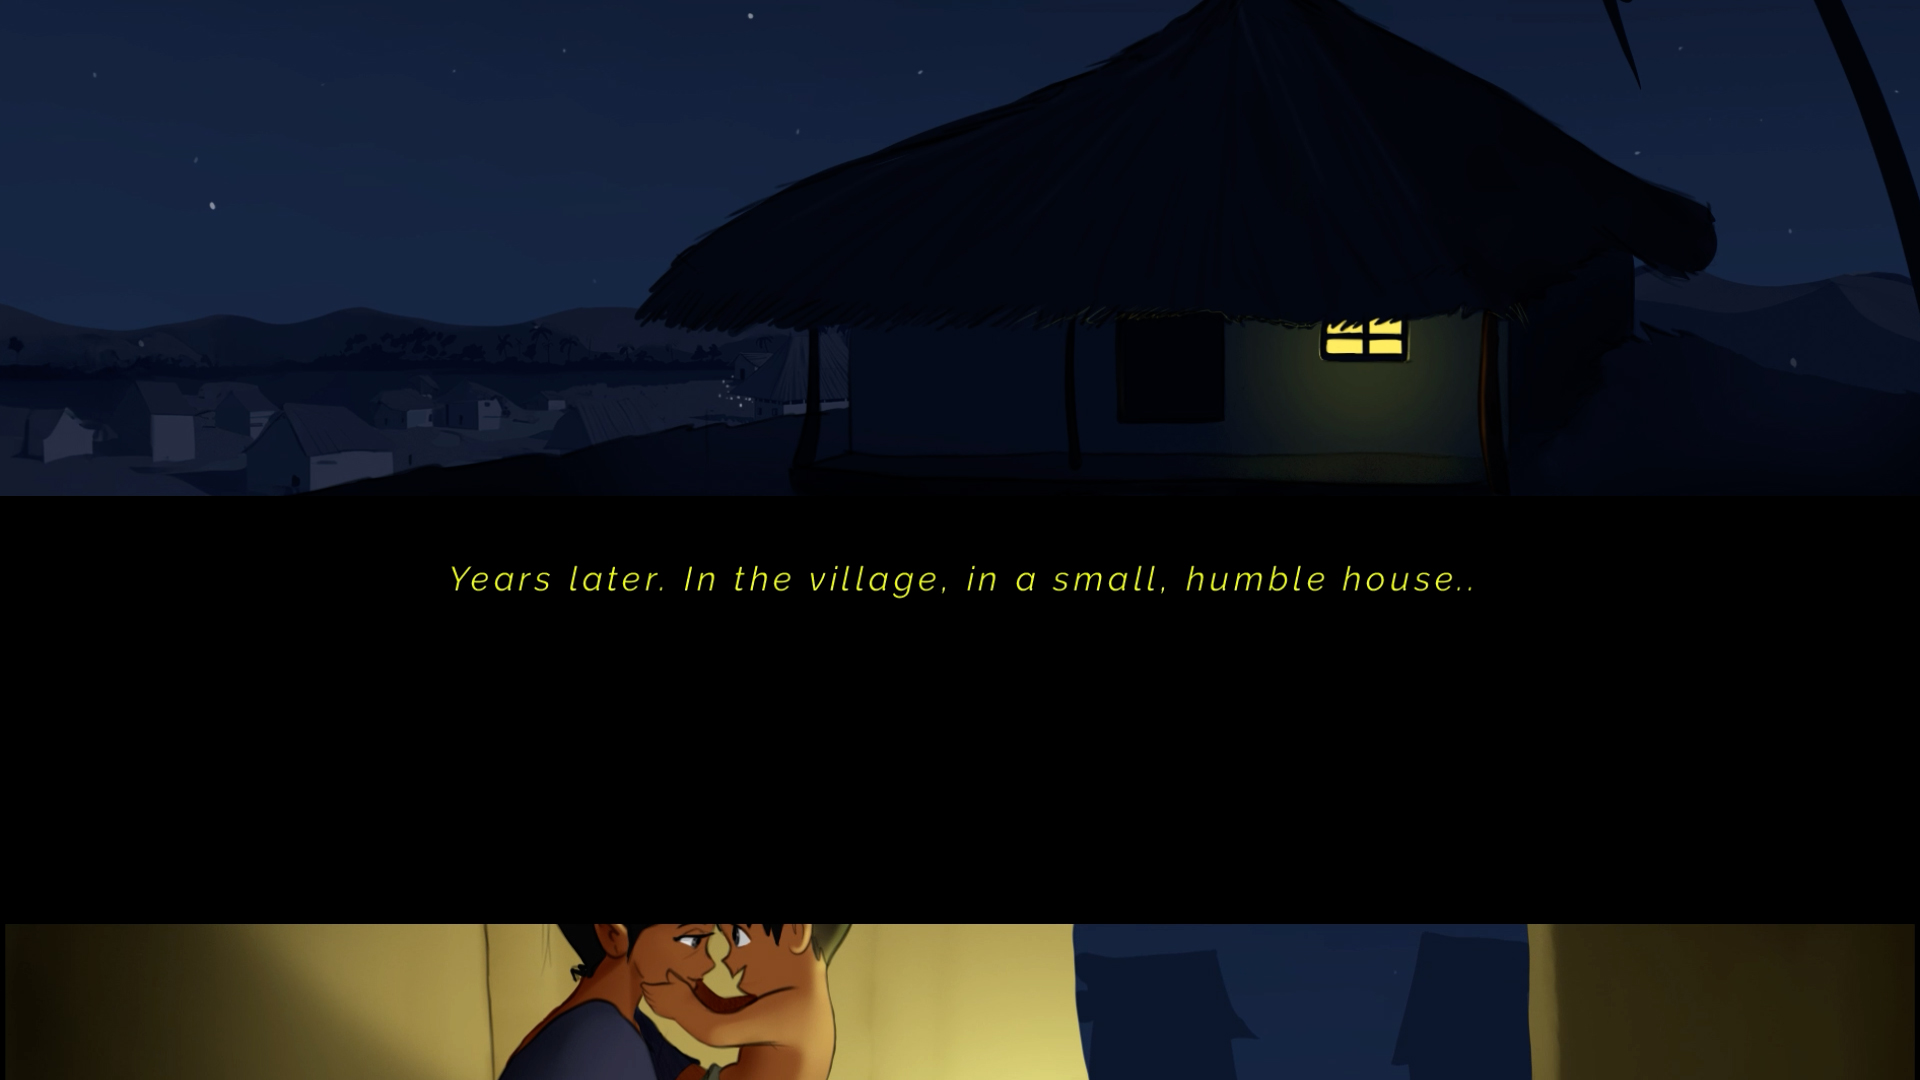 Years later. In the village, in a small, humble house..